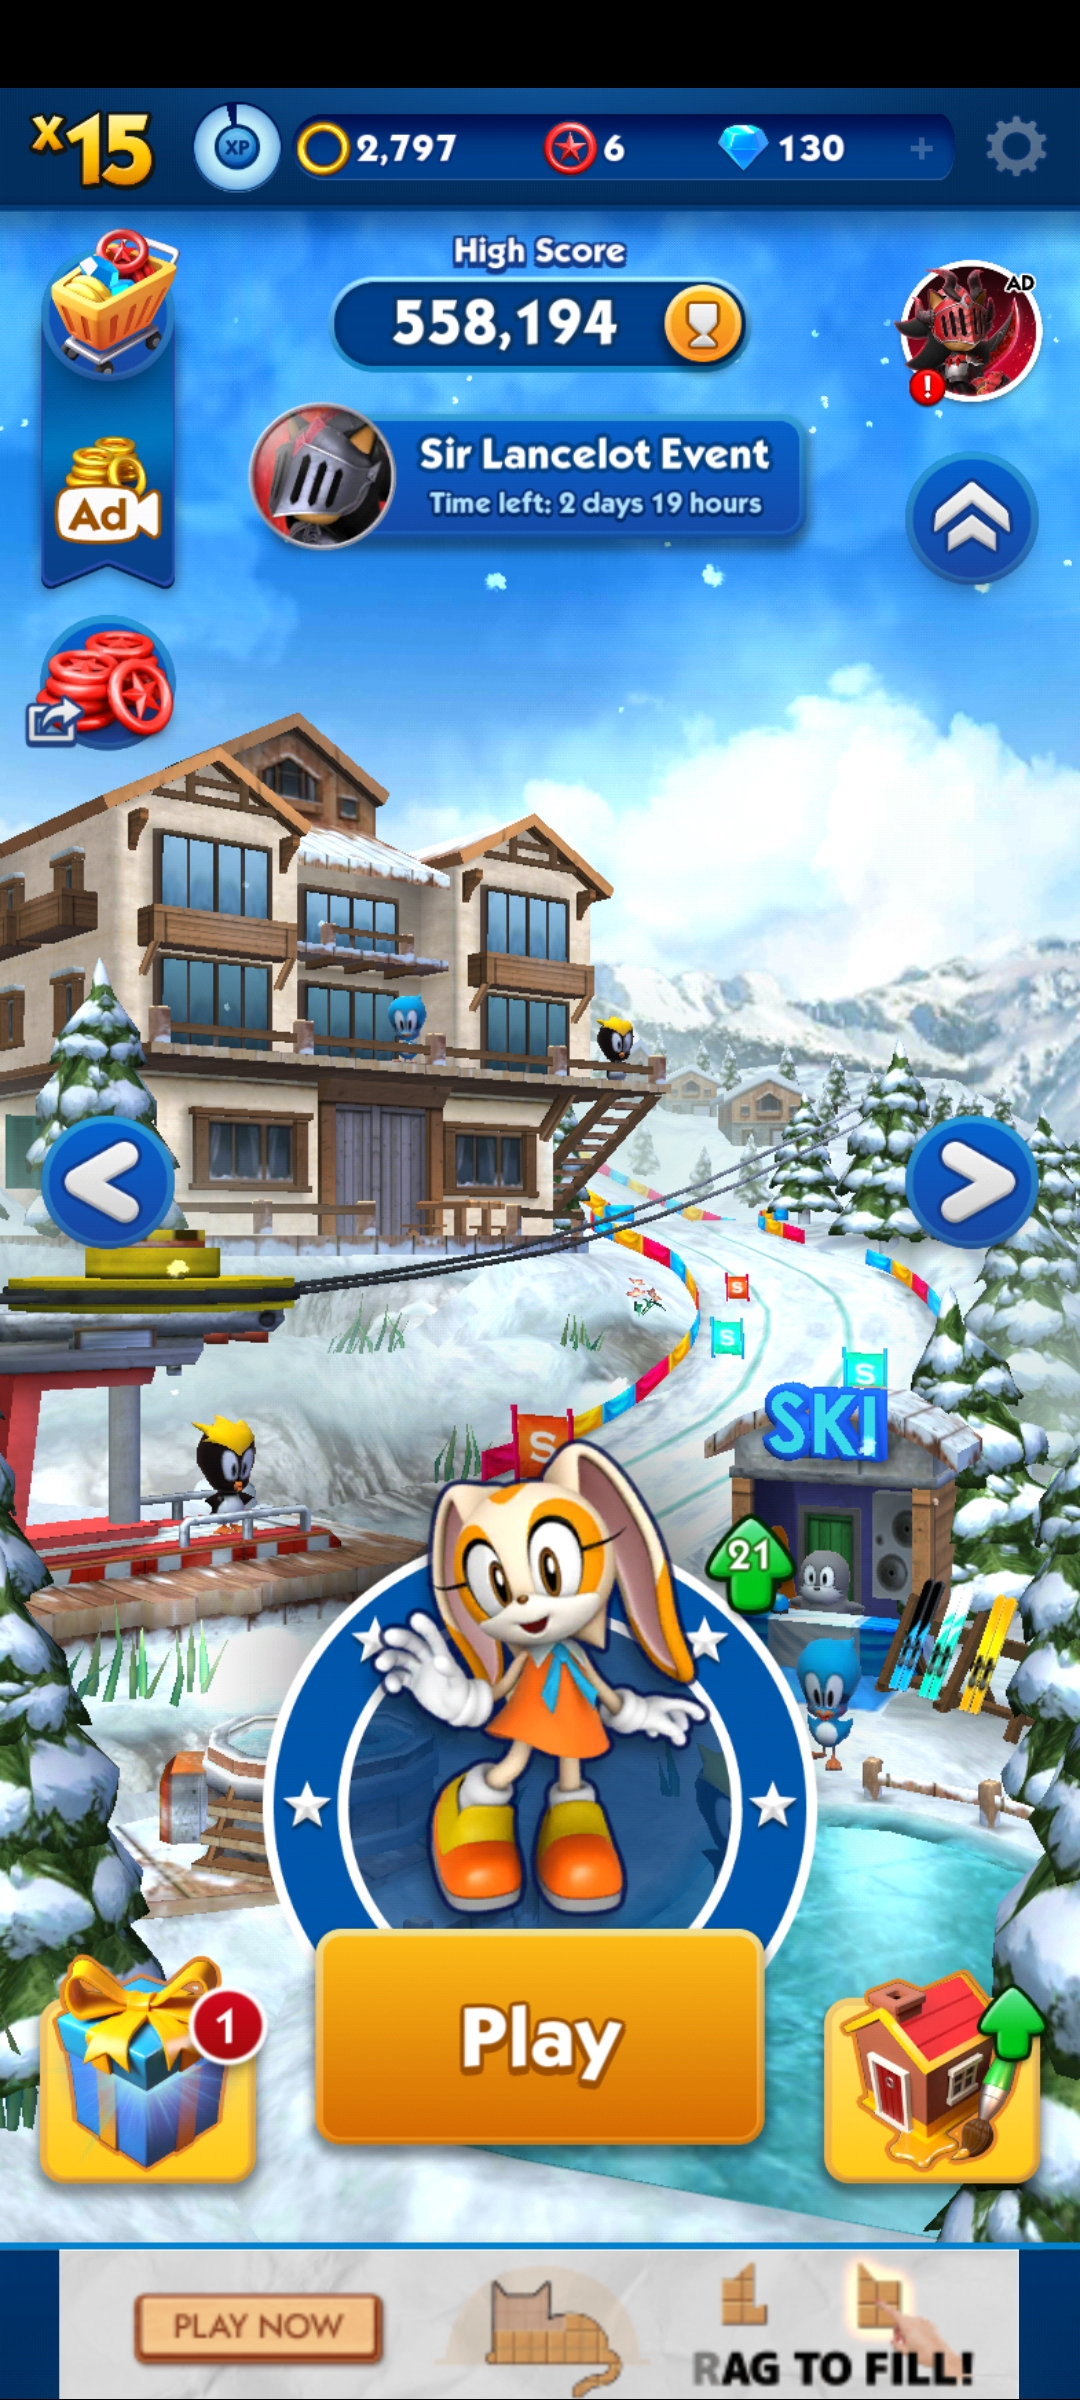 x15
XP
2,797
6
130
+
High Score
558,194
AD
!
Sir Lancelot Event
Time left: 2 days 19 hours
Ad
S
S
S
SKI
S
21
1
Play
PLAY NOW
RAG TO FILL!